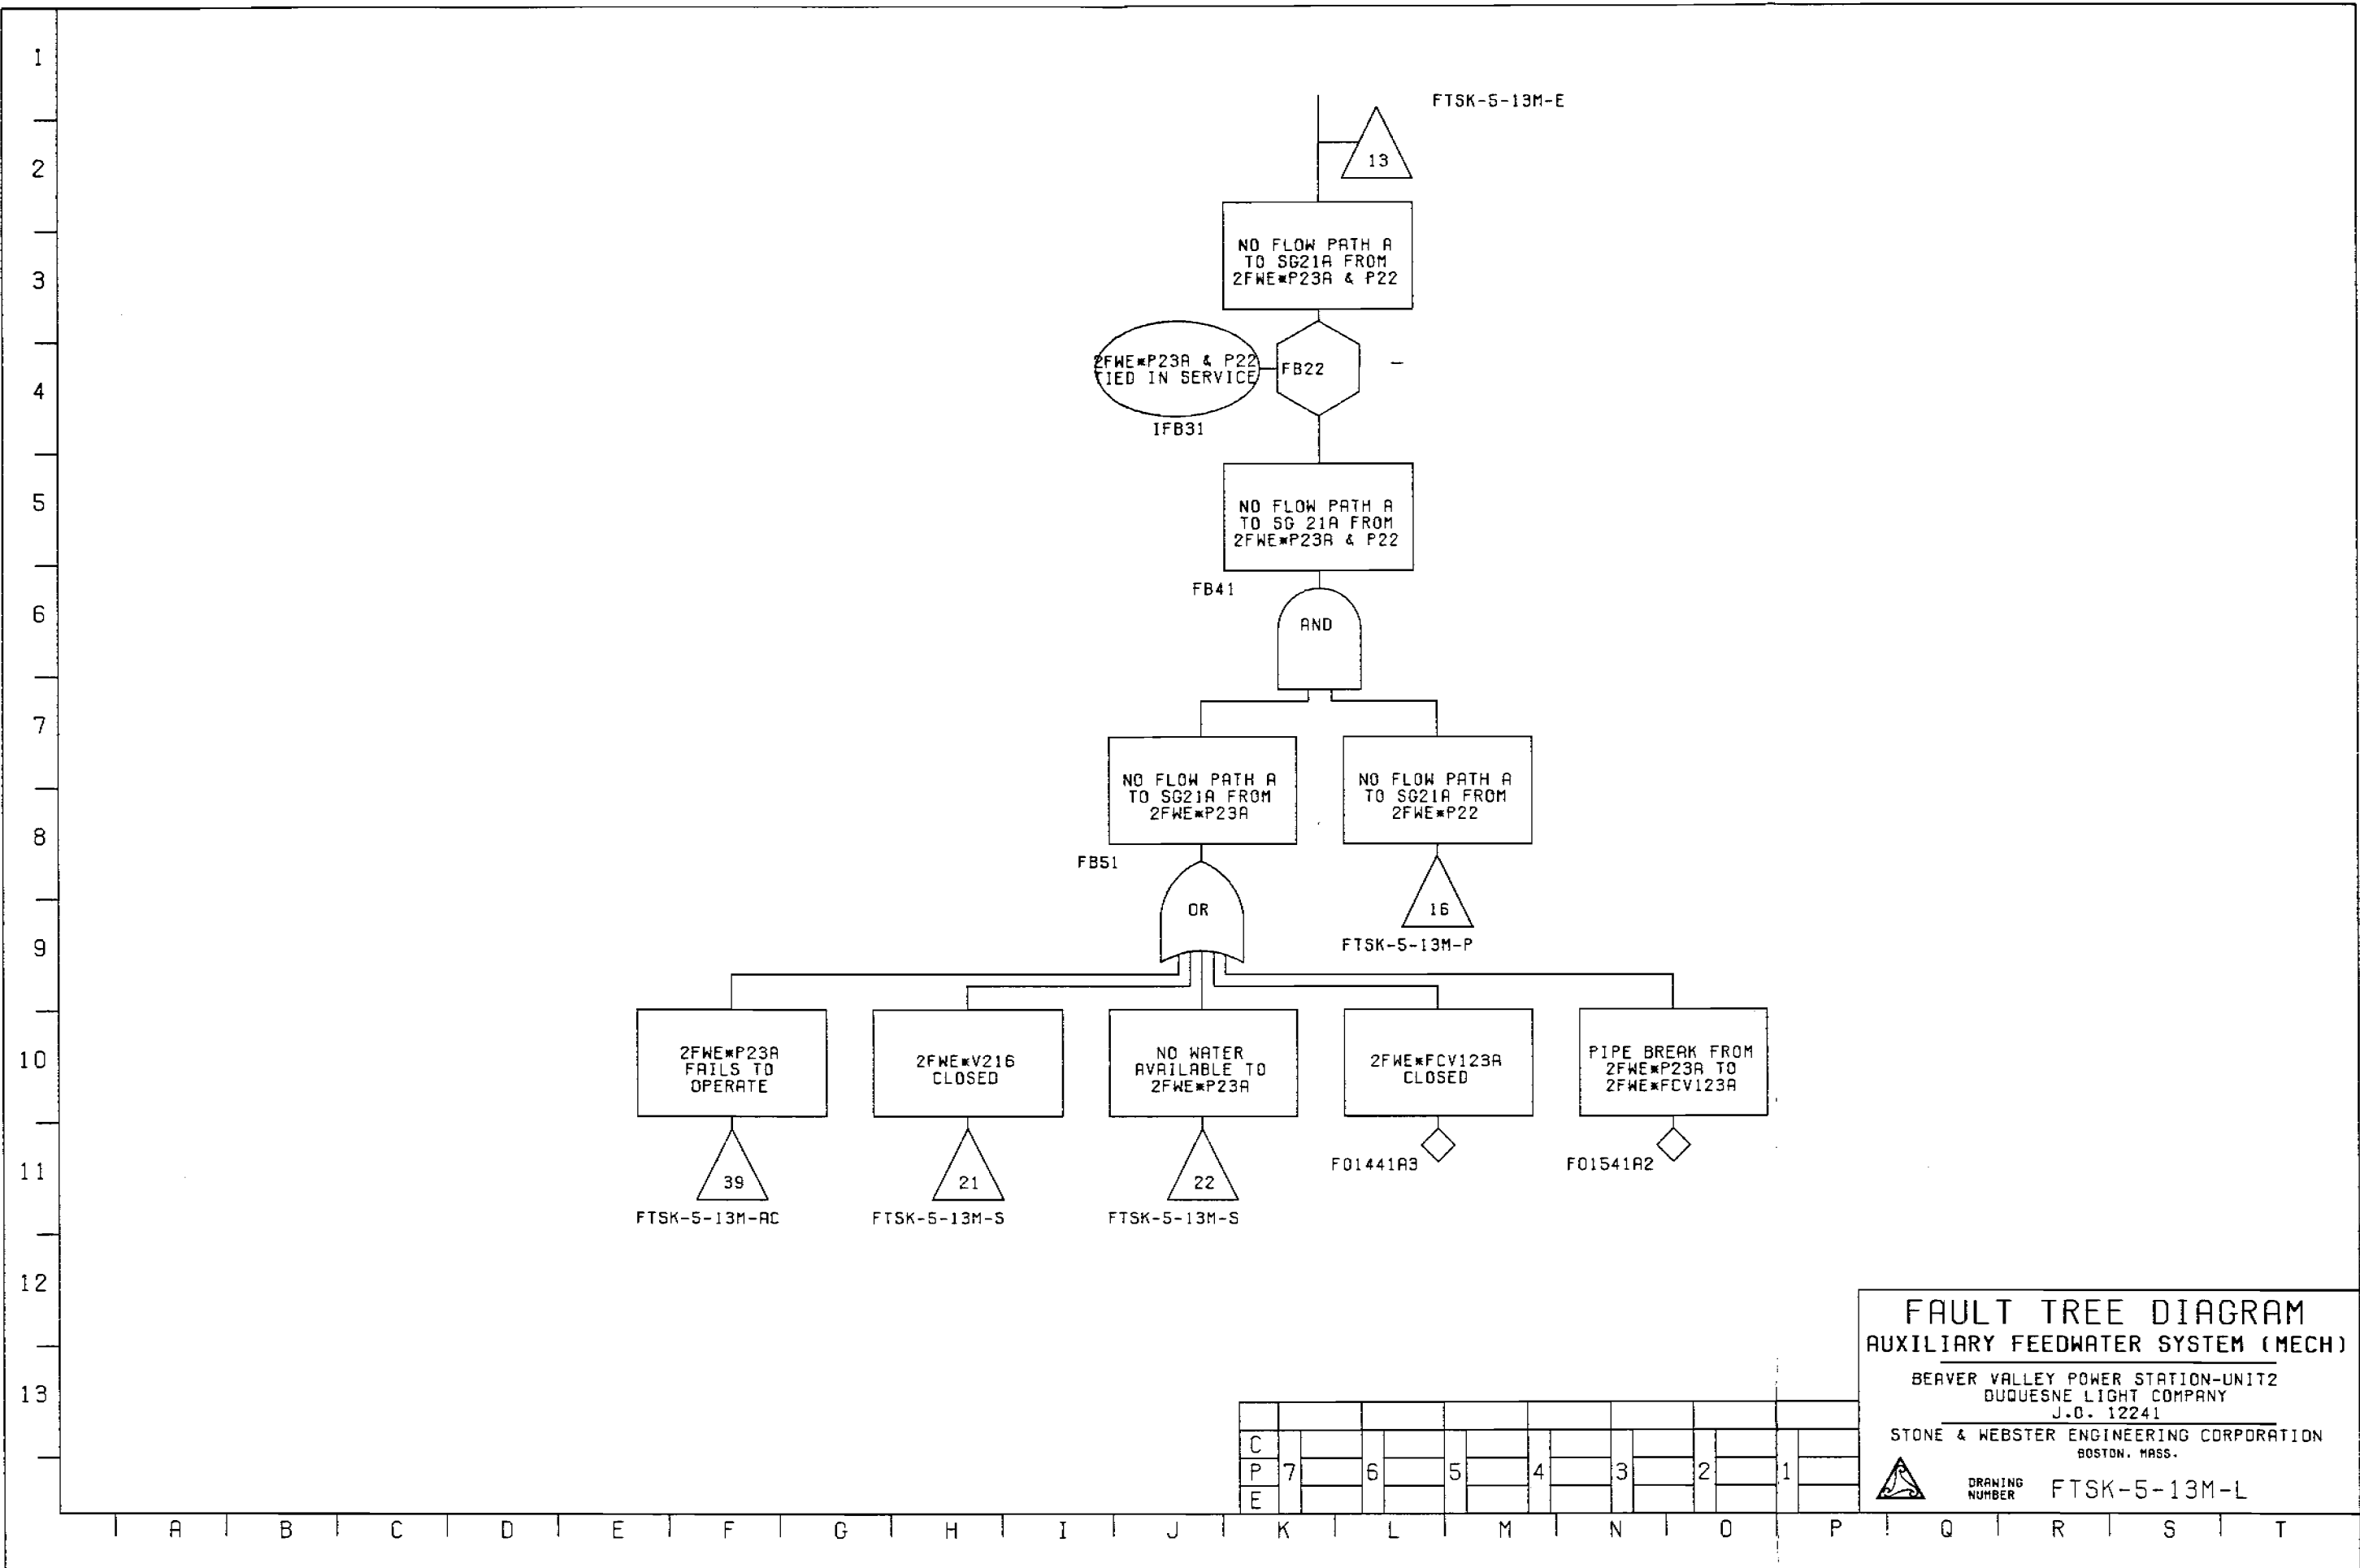 1
FTSK-5-13M-E
2
13
NO FLOW PATH A
TO SG21A FROM
2FWE*P23A & P22
3
2FWE*P23A & P22
TIED IN SERVICE
FB22
-
4
IFB31
5
NO FLOW PATH A
TO SG 21A FROM
2FWE*P23A & P22
FB41
6
AND
7
NO FLOW PATH A
TO SG21A FROM
2FWE*P23A
NO FLOW PATH A
TO SG21A FROM
2FWE*P22
8
FB51
OR
16
9
FTSK-5-13M-P
10
2FWE*P23A
FAILS TO
OPERATE
2FWE*V216
CLOSED
NO WATER
AVAILABLE TO
2FWE*P23A
2FWE*FCV123A
CLOSED
PIPE BREAK FROM
2FWE*P23A TO
2FWE*FCV123A
11
39
21
22
F01441A3
F01541A2
FTSK-5-13M-AC
FTSK-5-13M-S
FTSK-5-13M-S
12
13
FAULT TREE DIAGRAM
AUXILIARY FEEDWATER SYSTEM (MECH)
BEAVER VALLEY POWER STATION-UNIT2
DUQUESNE LIGHT COMPANY
J.O. 12241
STONE & WEBSTER ENGINEERING CORPORATION
BOSTON, MASS.
DRAWING
NUMBER
FTSK-5-13M-L
C
P 7 6 5 4 3 2 1
E
A B C D E F G H I J K L M N O P Q R S T